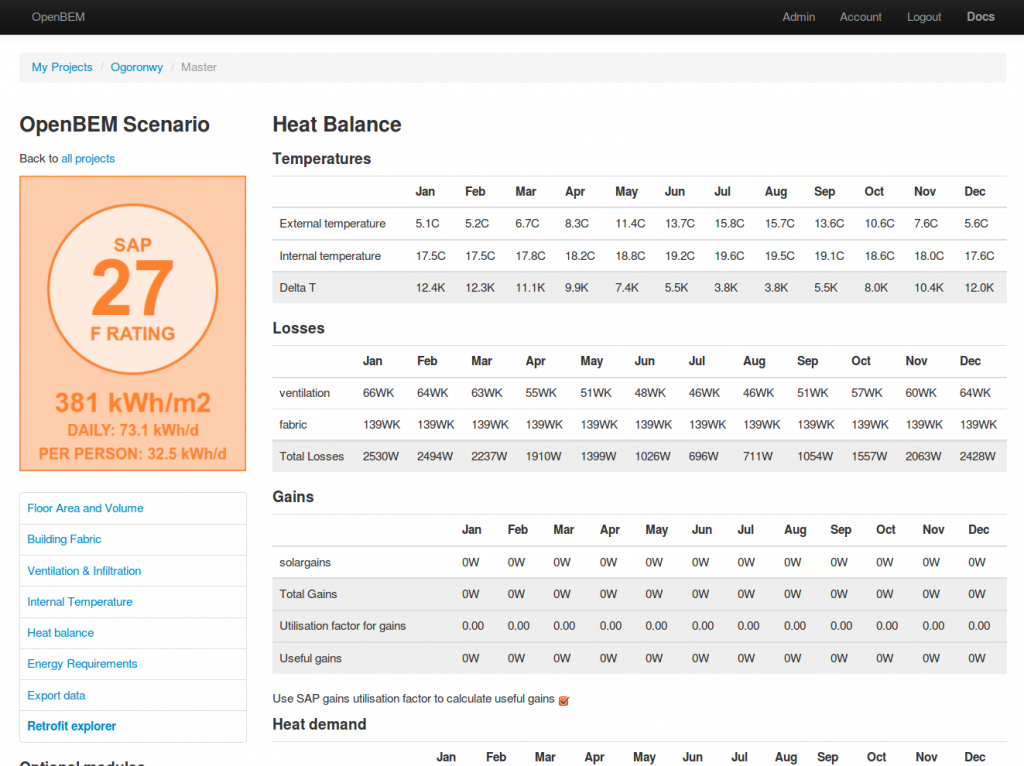 OpenBEM Admin Account Logout Docs
My Projects / Ogoronwy / Master
OpenBEM Scenario
Back to all projects
SAP
27
F RATING
381 kWh/m2
DAILY: 73.1 kWh/d
PER PERSON: 32.5 kWh/d
Floor Area and Volume
Building Fabric
Ventilation & Infiltration
Internal Temperature
Heat balance
Energy Requirements
Export data
Retrofit explorer
Heat Balance
Temperatures
Jan Feb Mar Apr May Jun Jul Aug Sep Oct Nov Dec
External temperature 5.1C 5.2C 6.7C 8.3C 11.4C 13.7C 15.8C 15.7C 13.6C 10.6C 7.6C 5.6C
Internal temperature 17.5C 17.5C 17.8C 18.2C 18.8C 19.2C 19.6C 19.5C 19.1C 18.6C 18.0C 17.6C
Delta T 12.4K 12.3K 11.1K 9.9K 7.4K 5.5K 3.8K 3.8K 5.5K 8.0K 10.4K 12.0K
Losses
Jan Feb Mar Apr May Jun Jul Aug Sep Oct Nov Dec
ventilation 66WK 64WK 63WK 55WK 51WK 48WK 46WK 46WK 51WK 57WK 60WK 64WK
fabric 139WK 139WK 139WK 139WK 139WK 139WK 139WK 139WK 139WK 139WK 139WK 139WK
Total Losses 2530W 2494W 2237W 1910W 1399W 1026W 696W 711W 1054W 1557W 2063W 2428W
Gains
Jan Feb Mar Apr May Jun Jul Aug Sep Oct Nov Dec
solargains 0W 0W 0W 0W 0W 0W 0W 0W 0W 0W 0W 0W
Total Gains 0W 0W 0W 0W 0W 0W 0W 0W 0W 0W 0W 0W
Utilisation factor for gains 0.00 0.00 0.00 0.00 0.00 0.00 0.00 0.00 0.00 0.00 0.00 0.00
Useful gains 0W 0W 0W 0W 0W 0W 0W 0W 0W 0W 0W 0W
Use SAP gains utilisation factor to calculate useful gains
Heat demand
Jan Feb Mar Apr May Jun Jul Aug Sep Oct Nov Dec
Optional modules